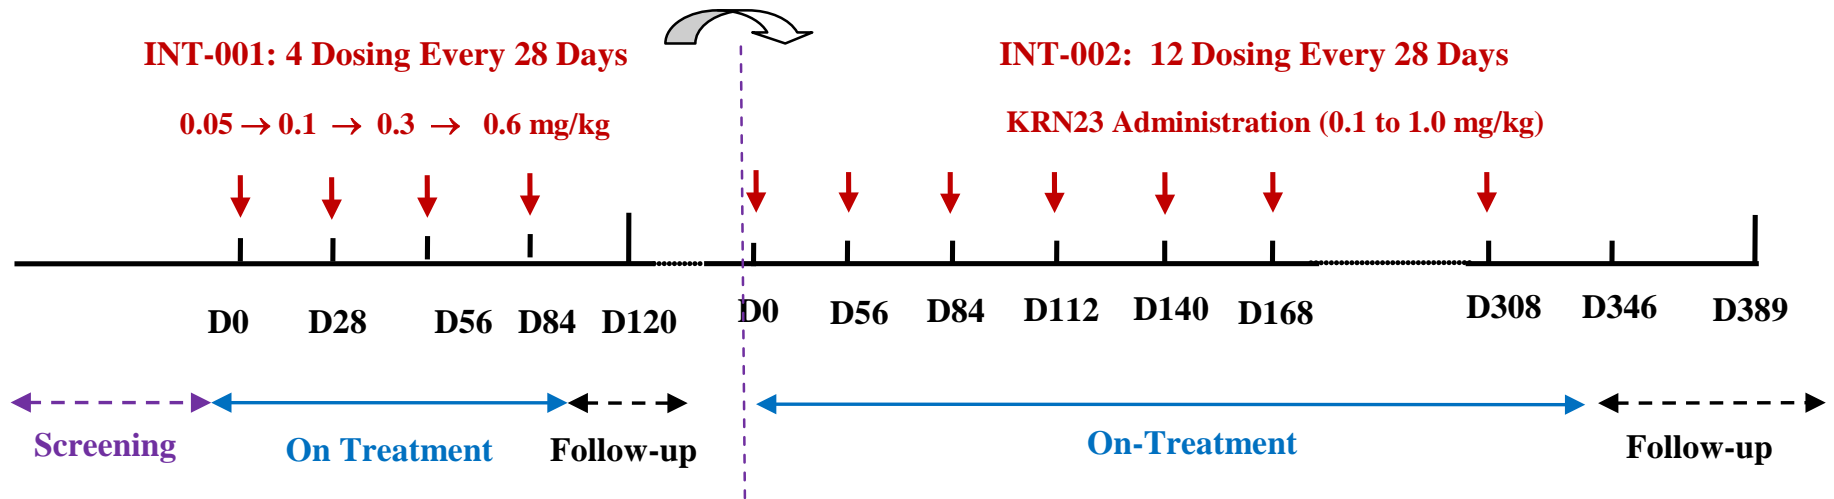 INT-001: 4 Dosing Every 28 Days
0.05 → 0.1 → 0.3 → 0.6 mg/kg
D0 D28 D56 D84 D120
Screening
On Treatment
Follow-up
INT-002: 12 Dosing Every 28 Days
KRN23 Administration (0.1 to 1.0 mg/kg)
D0 D56 D84 D112 D140 D168 D308 D346 D389
On-Treatment
Follow-up